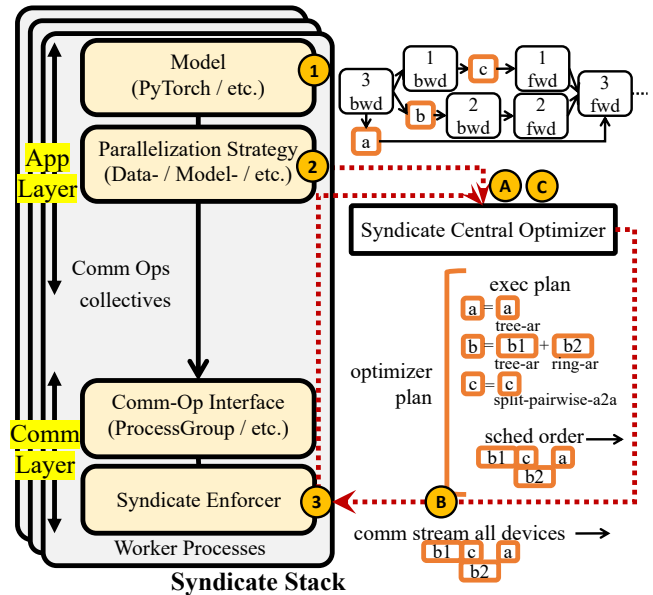 Model
(PyTorch / etc.)
1
Parallelization Strategy
(Data- / Model- / etc.)
2
App
Layer
Comm Ops
collectives
Comm-Op Interface
(ProcessGroup / etc.)
Comm
Layer
Syndicate Enforcer
3
Worker Processes
Syndicate Stack
3
bwd
1
bwd
c
1
fwd
b
2
bwd
2
fwd
3
fwd
a
A
C
Syndicate Central Optimizer
optimizer
plan
exec plan
a = a
tree-ar
b = b1 + b2
tree-ar ring-ar
c = c
split-pairwise-a2a
sched order
b1 c a
b2
B
comm stream all devices
b1 c a
b2